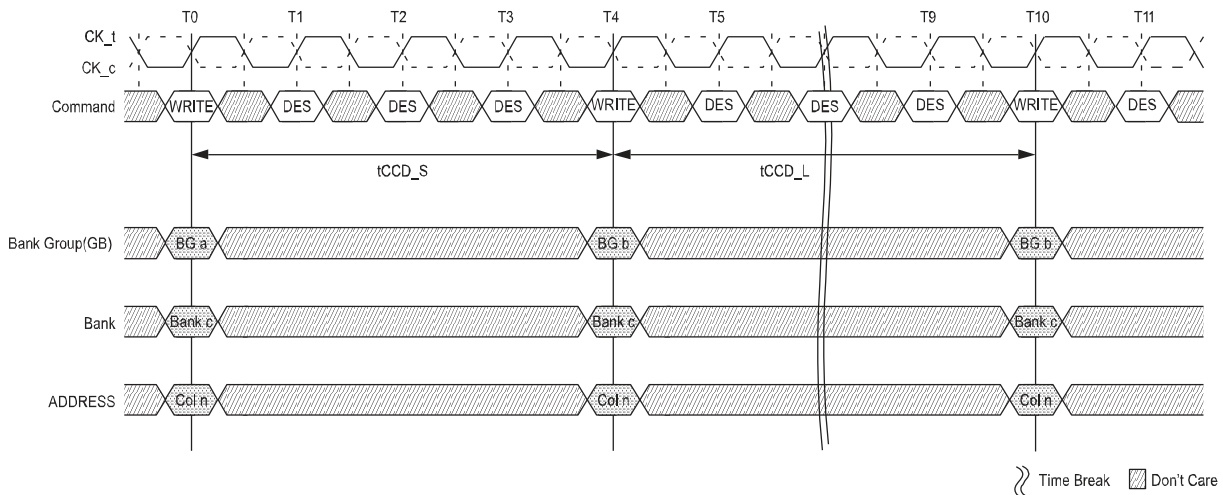 T0 T1 T2 T3 T4 T5 T9 T10 T11
CK_t
CK_c
Command WRITE DES DES DES WRITE DES DES DES WRITE DES
tCCD_S tCCD_L
Bank Group(GB) BG a BG b BG b
Bank Bank c Bank c Bank c
ADDRESS Col n Col n Col n
Time Break Don't Care